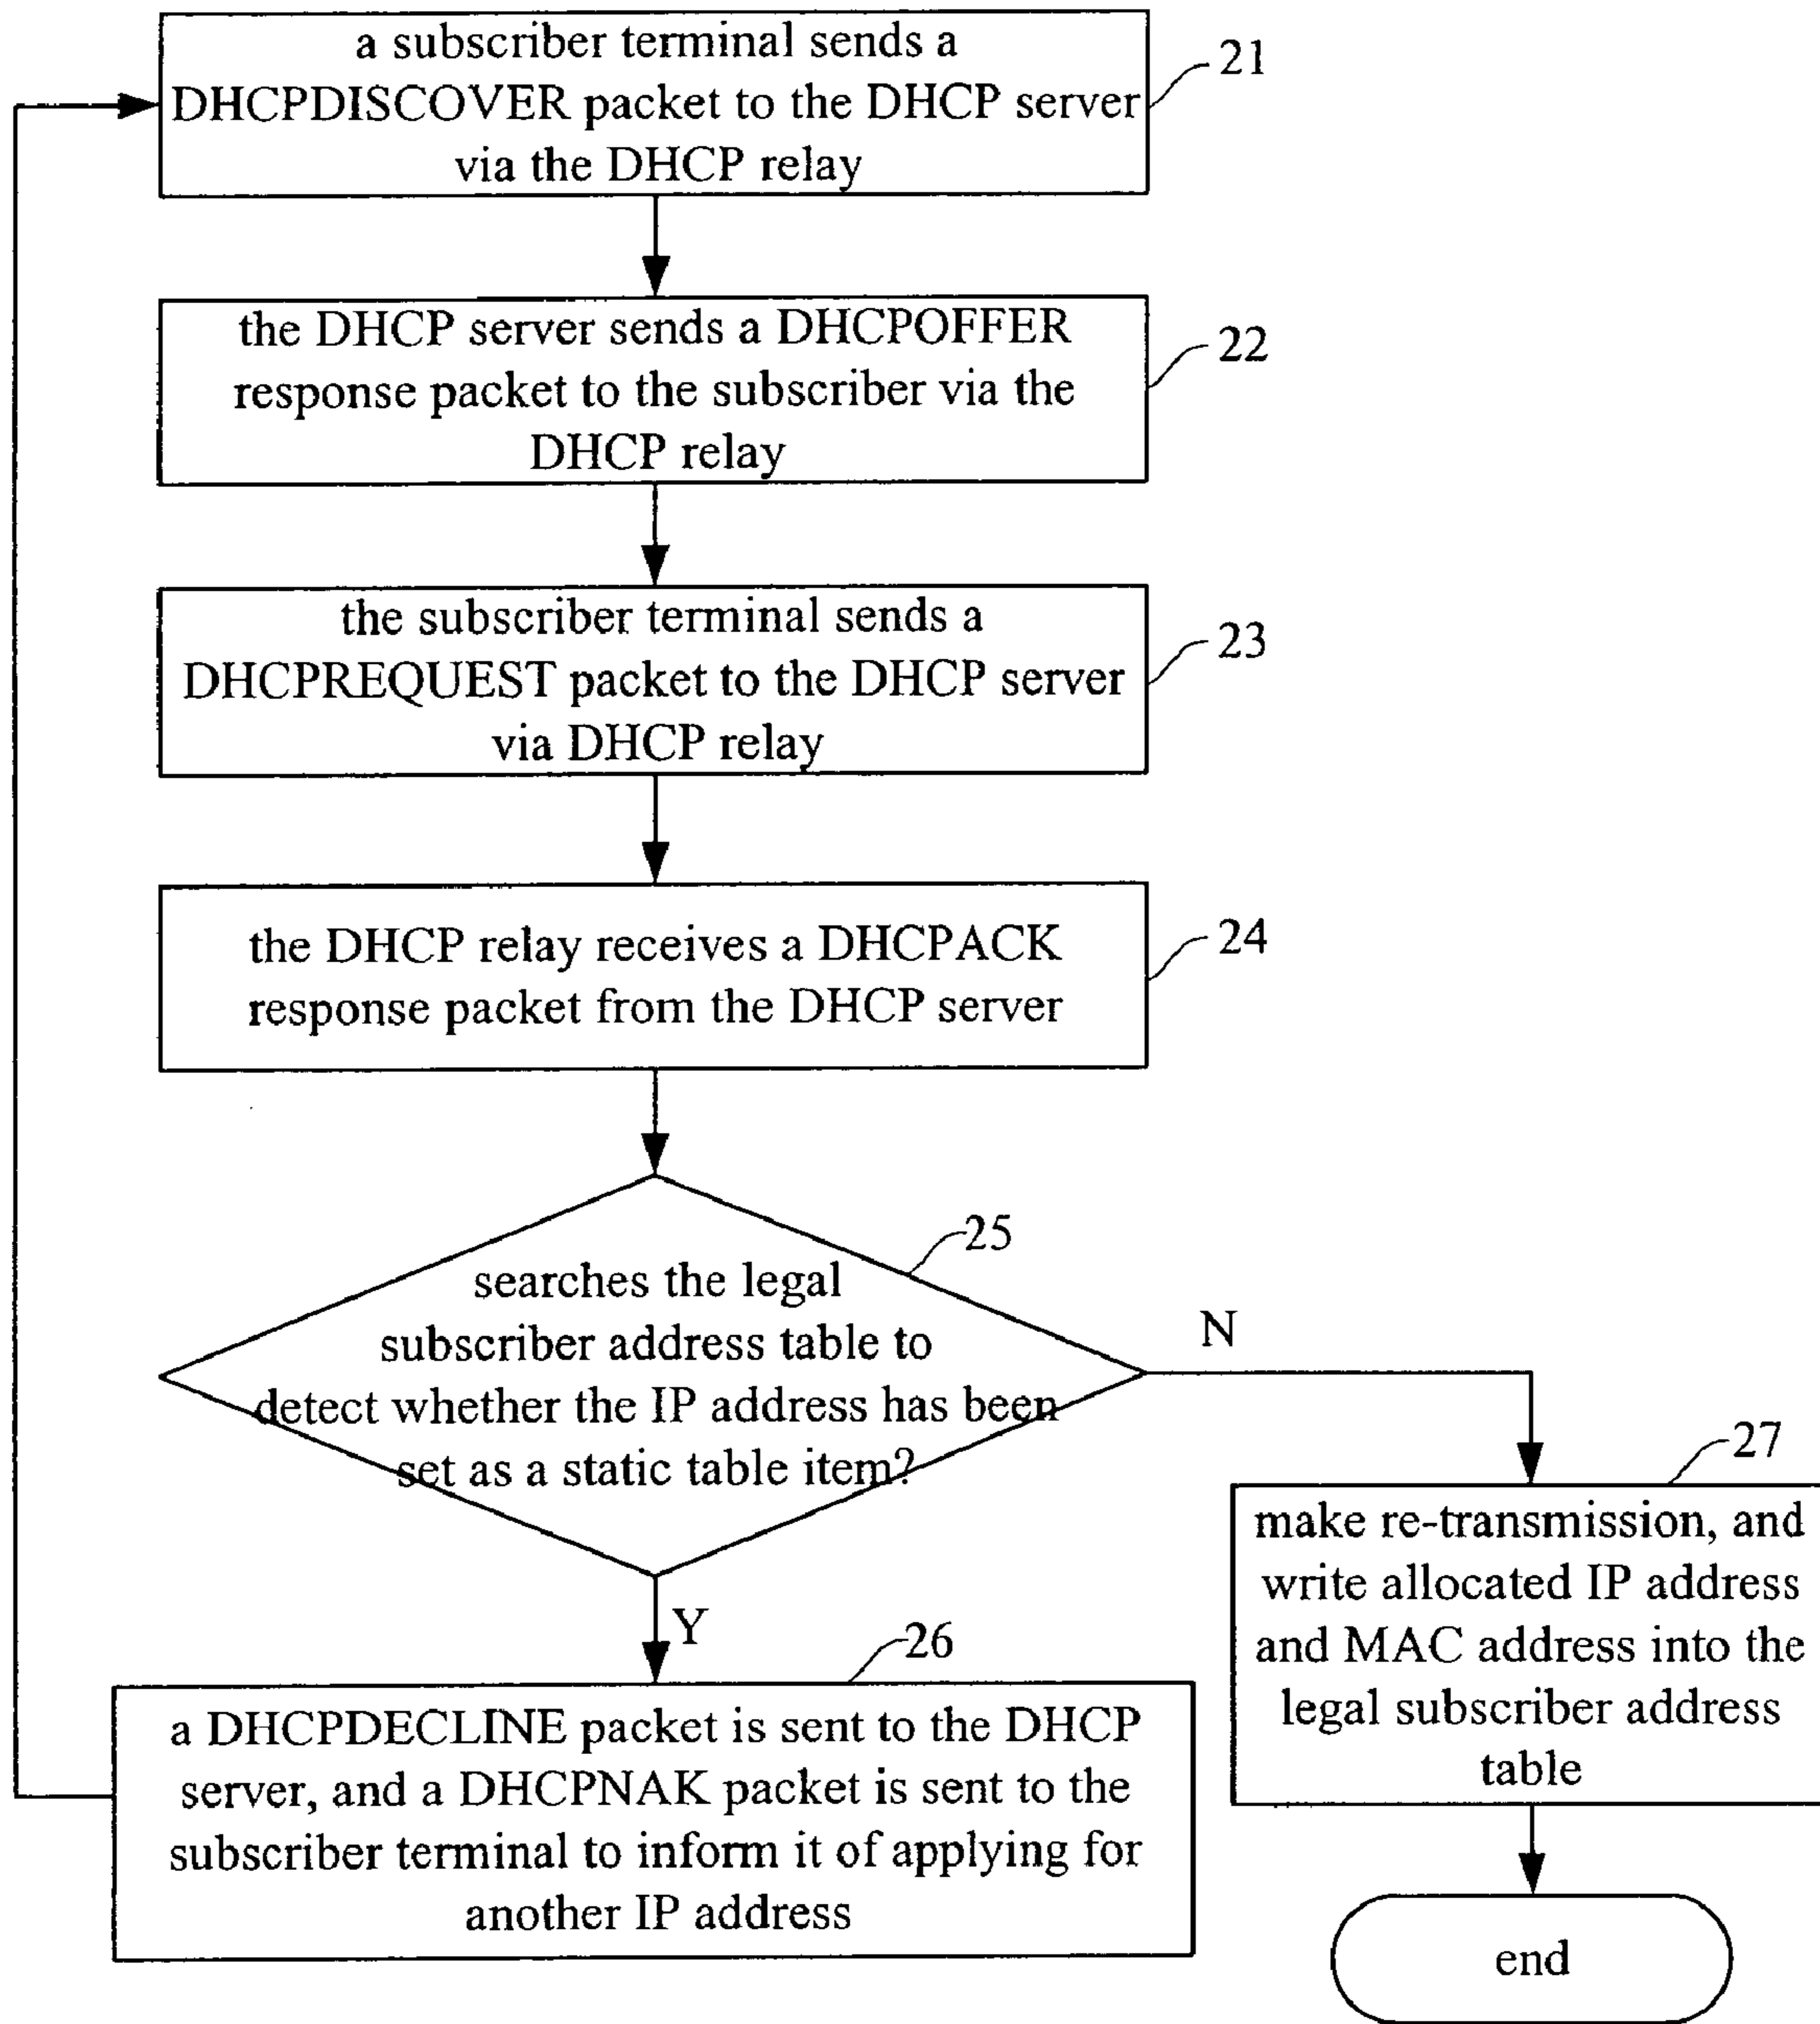 a subscriber terminal sends a
DHCPDISCOVER packet to the DHCP server
via the DHCP relay
21
the DHCP server sends a DHCPOFFER
response packet to the subscriber via the
DHCP relay
22
the subscriber terminal sends a
DHCPREQUEST packet to the DHCP server
via DHCP relay
23
the DHCP relay receives a DHCPACK
response packet from the DHCP server
24
25
searches the legal
subscriber address table to
detect whether the IP address has been
set as a static table item?
N
Y
26
a DHCPDECLINE packet is sent to the DHCP
server, and a DHCPNAK packet is sent to the
subscriber terminal to inform it of applying for
another IP address
27
make re-transmission, and
write allocated IP address
and MAC address into the
legal subscriber address
table
end